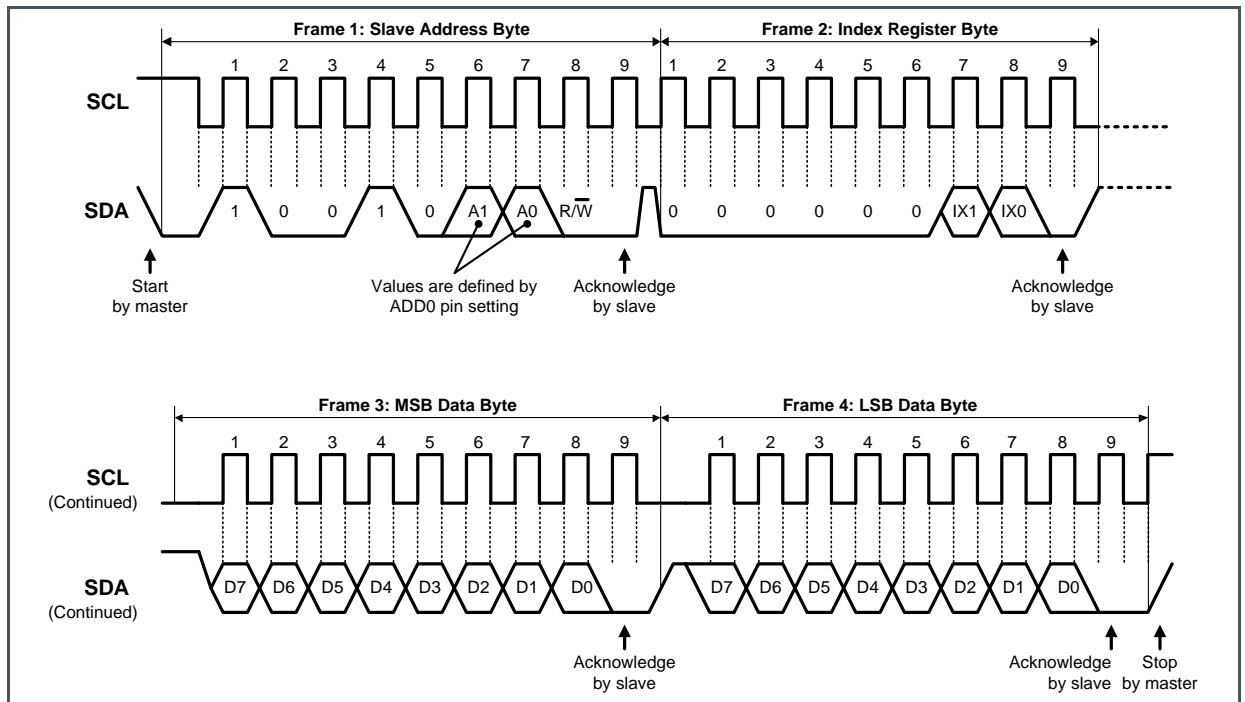 Frame 1: Slave Address Byte Frame 2: Index Register Byte
1 2 3 4 5 6 7 8 9 1 2 3 4 5 6 7 8 9
SCL
SDA 1 0 0 1 0 A1 A0 R/W̅ 0 0 0 0 0 0 IX1 IX0
Start Values are defined by Acknowledge Acknowledge
by master ADD0 pin setting by slave by slave
Frame 3: MSB Data Byte Frame 4: LSB Data Byte
1 2 3 4 5 6 7 8 9 1 2 3 4 5 6 7 8 9
SCL
(Continued)
SDA D7 D6 D5 D4 D3 D2 D1 D0 D7 D6 D5 D4 D3 D2 D1 D0
(Continued)
Acknowledge Acknowledge Stop
by slave by slave by master